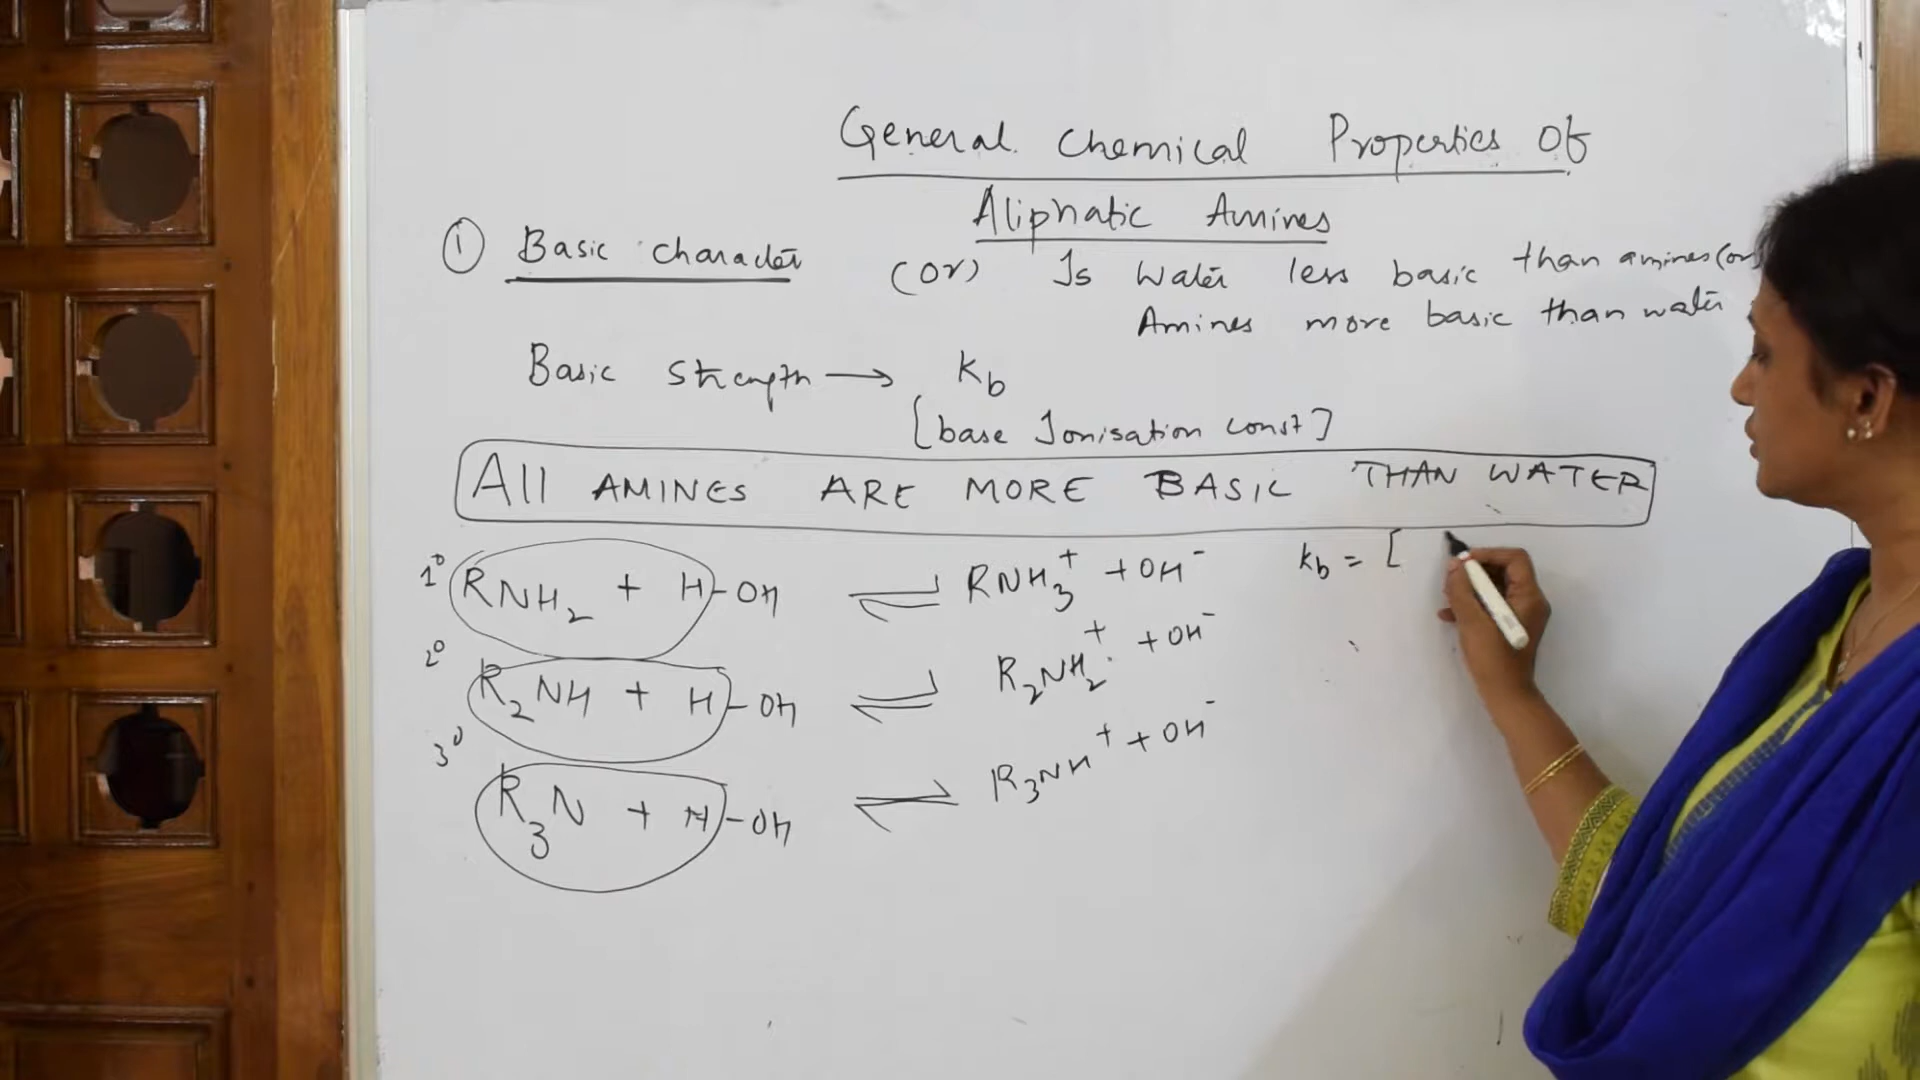 General Chemical Properties of
Aliphatic Amines
① Basic character (or) Is water less basic than amines (or)
Amines more basic than water
Basic strength → Kb
[base Ionisation const]
All AMINES ARE MORE BASIC THAN WATER
1° RNH₂ + H-OH ⇌ RNH₃⁺ + OH⁻ Kb = [
2° R₂NH + H-OH ⇌ R₂NH₂⁺ + OH⁻
3° R₃N + H-OH ⇌ R₃NH⁺ + OH⁻